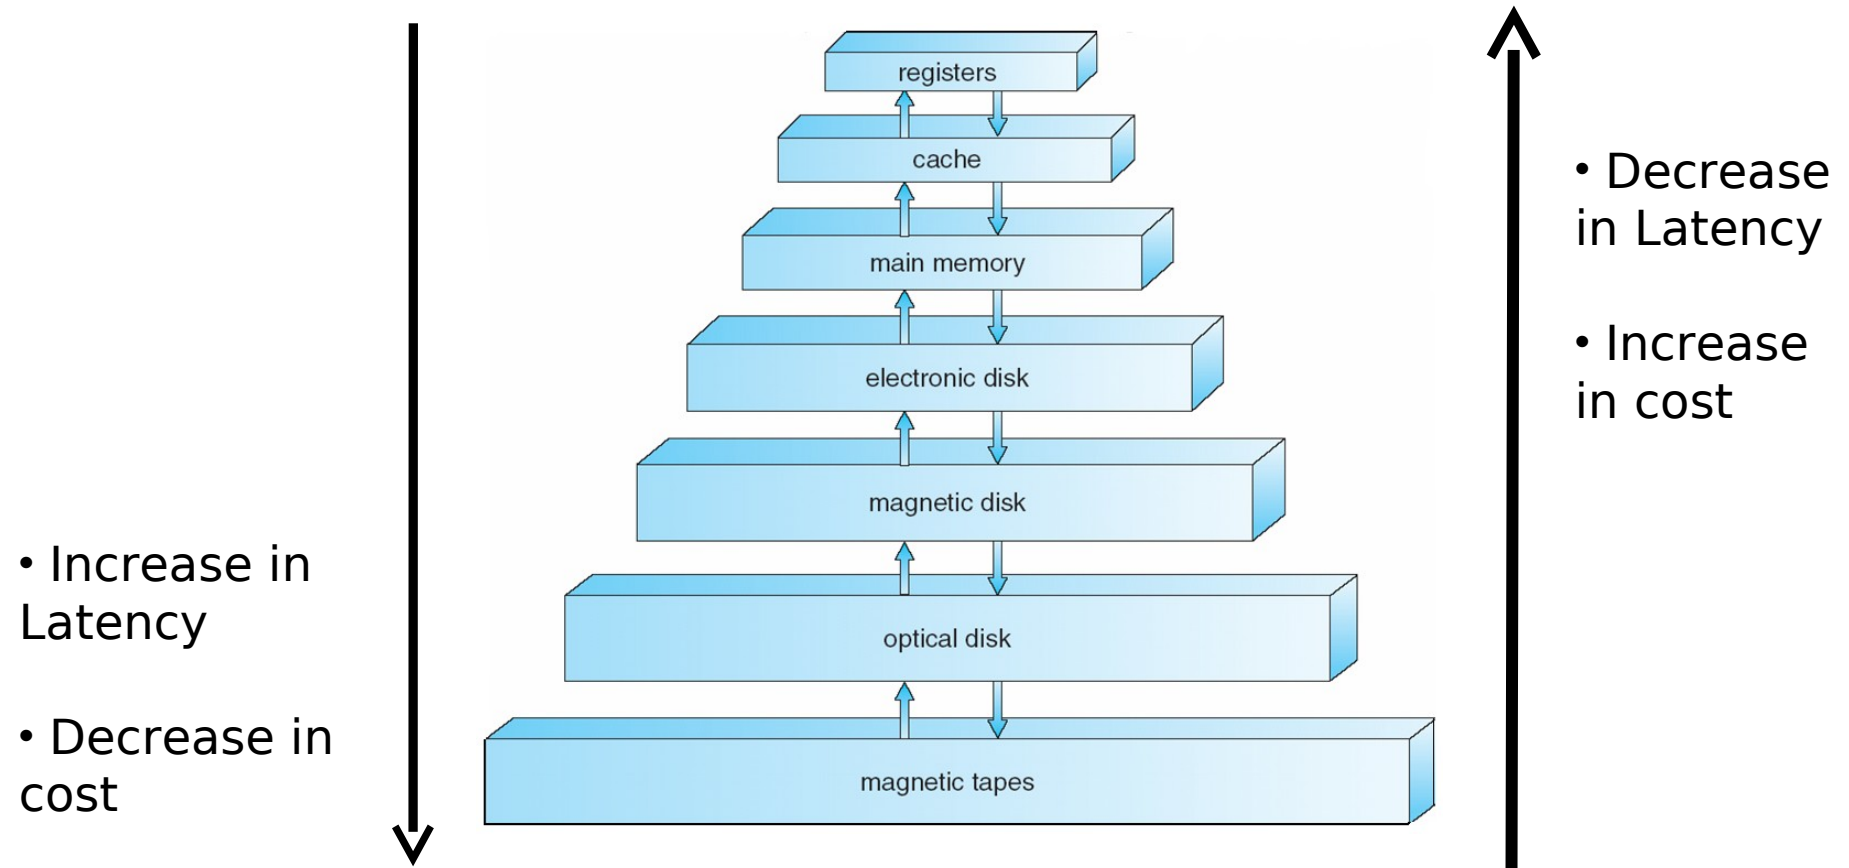 registers
cache
main memory
electronic disk
magnetic disk
optical disk
magnetic tapes
• Increase in
Latency
• Decrease in
cost
• Decrease
in Latency
• Increase
in cost